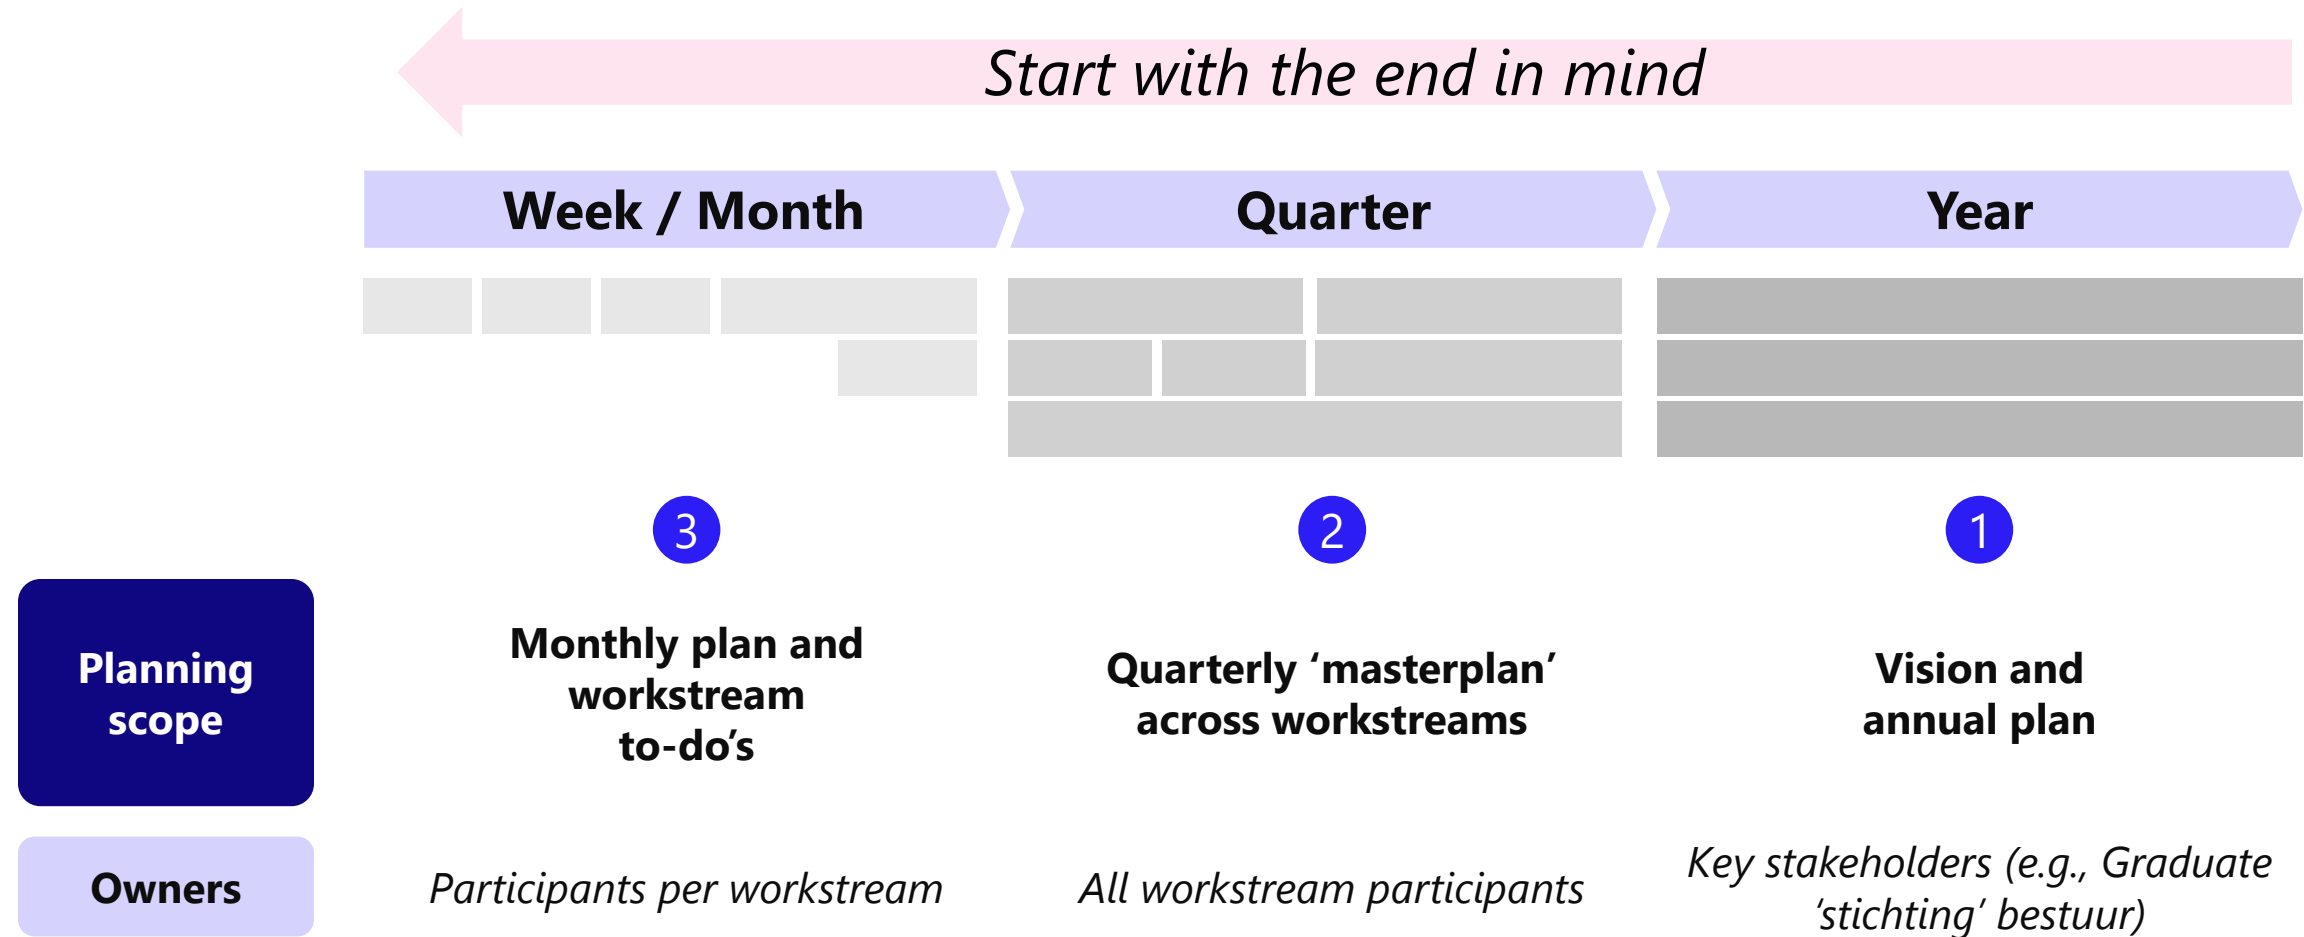 Start with the end in mind
Week / Month
Quarter
Year
3
2
1
Planning
scope
Monthly plan and
workstream
to-do’s
Quarterly ‘masterplan’
across workstreams
Vision and
annual plan
Owners
Participants per workstream
All workstream participants
Key stakeholders (e.g., Graduate
‘stichting’ bestuur)